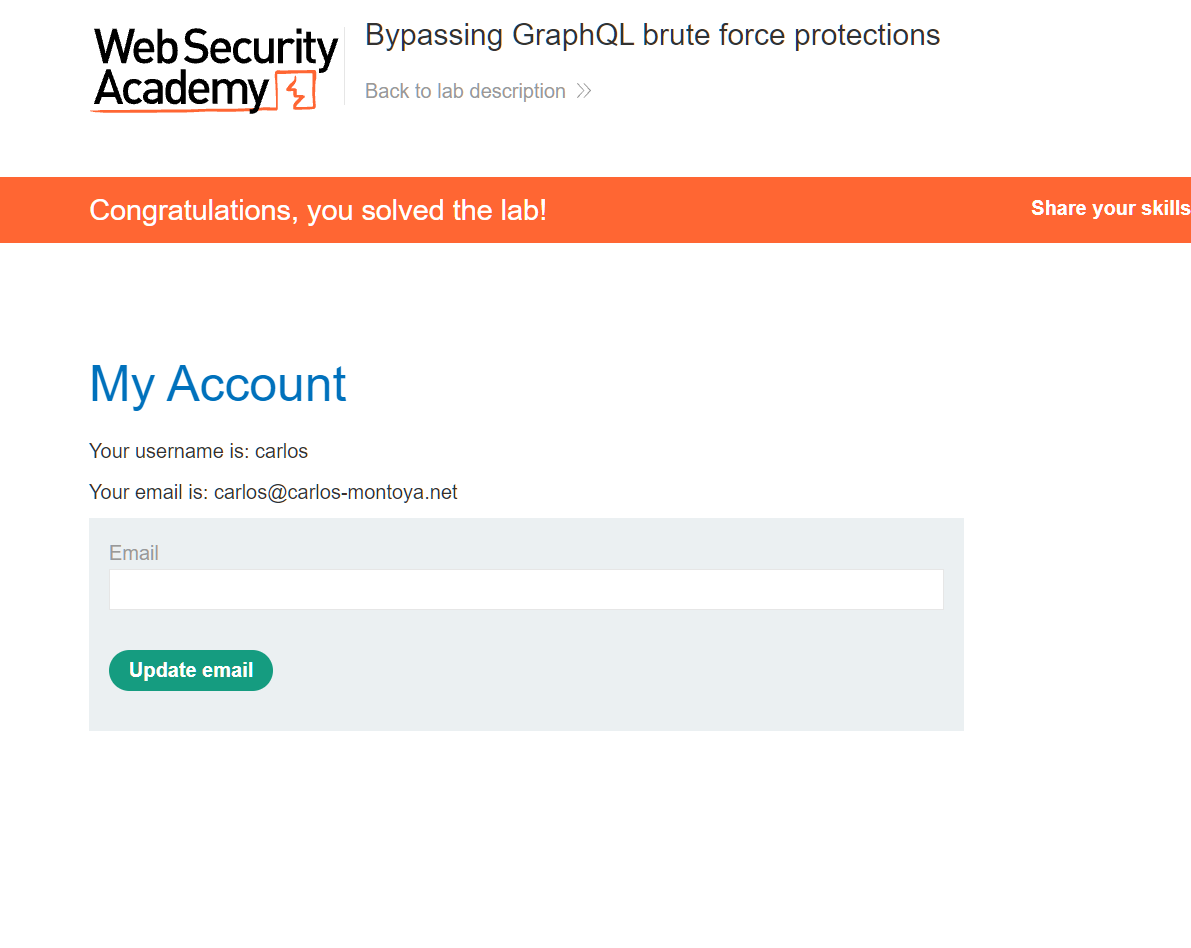 Web Security
Academy
Bypassing GraphQL brute force protections
Back to lab description
Congratulations, you solved the lab!
Share your skills
My Account
Your username is: carlos
Your email is: carlos@carlos-montoya.net
Email
Update email